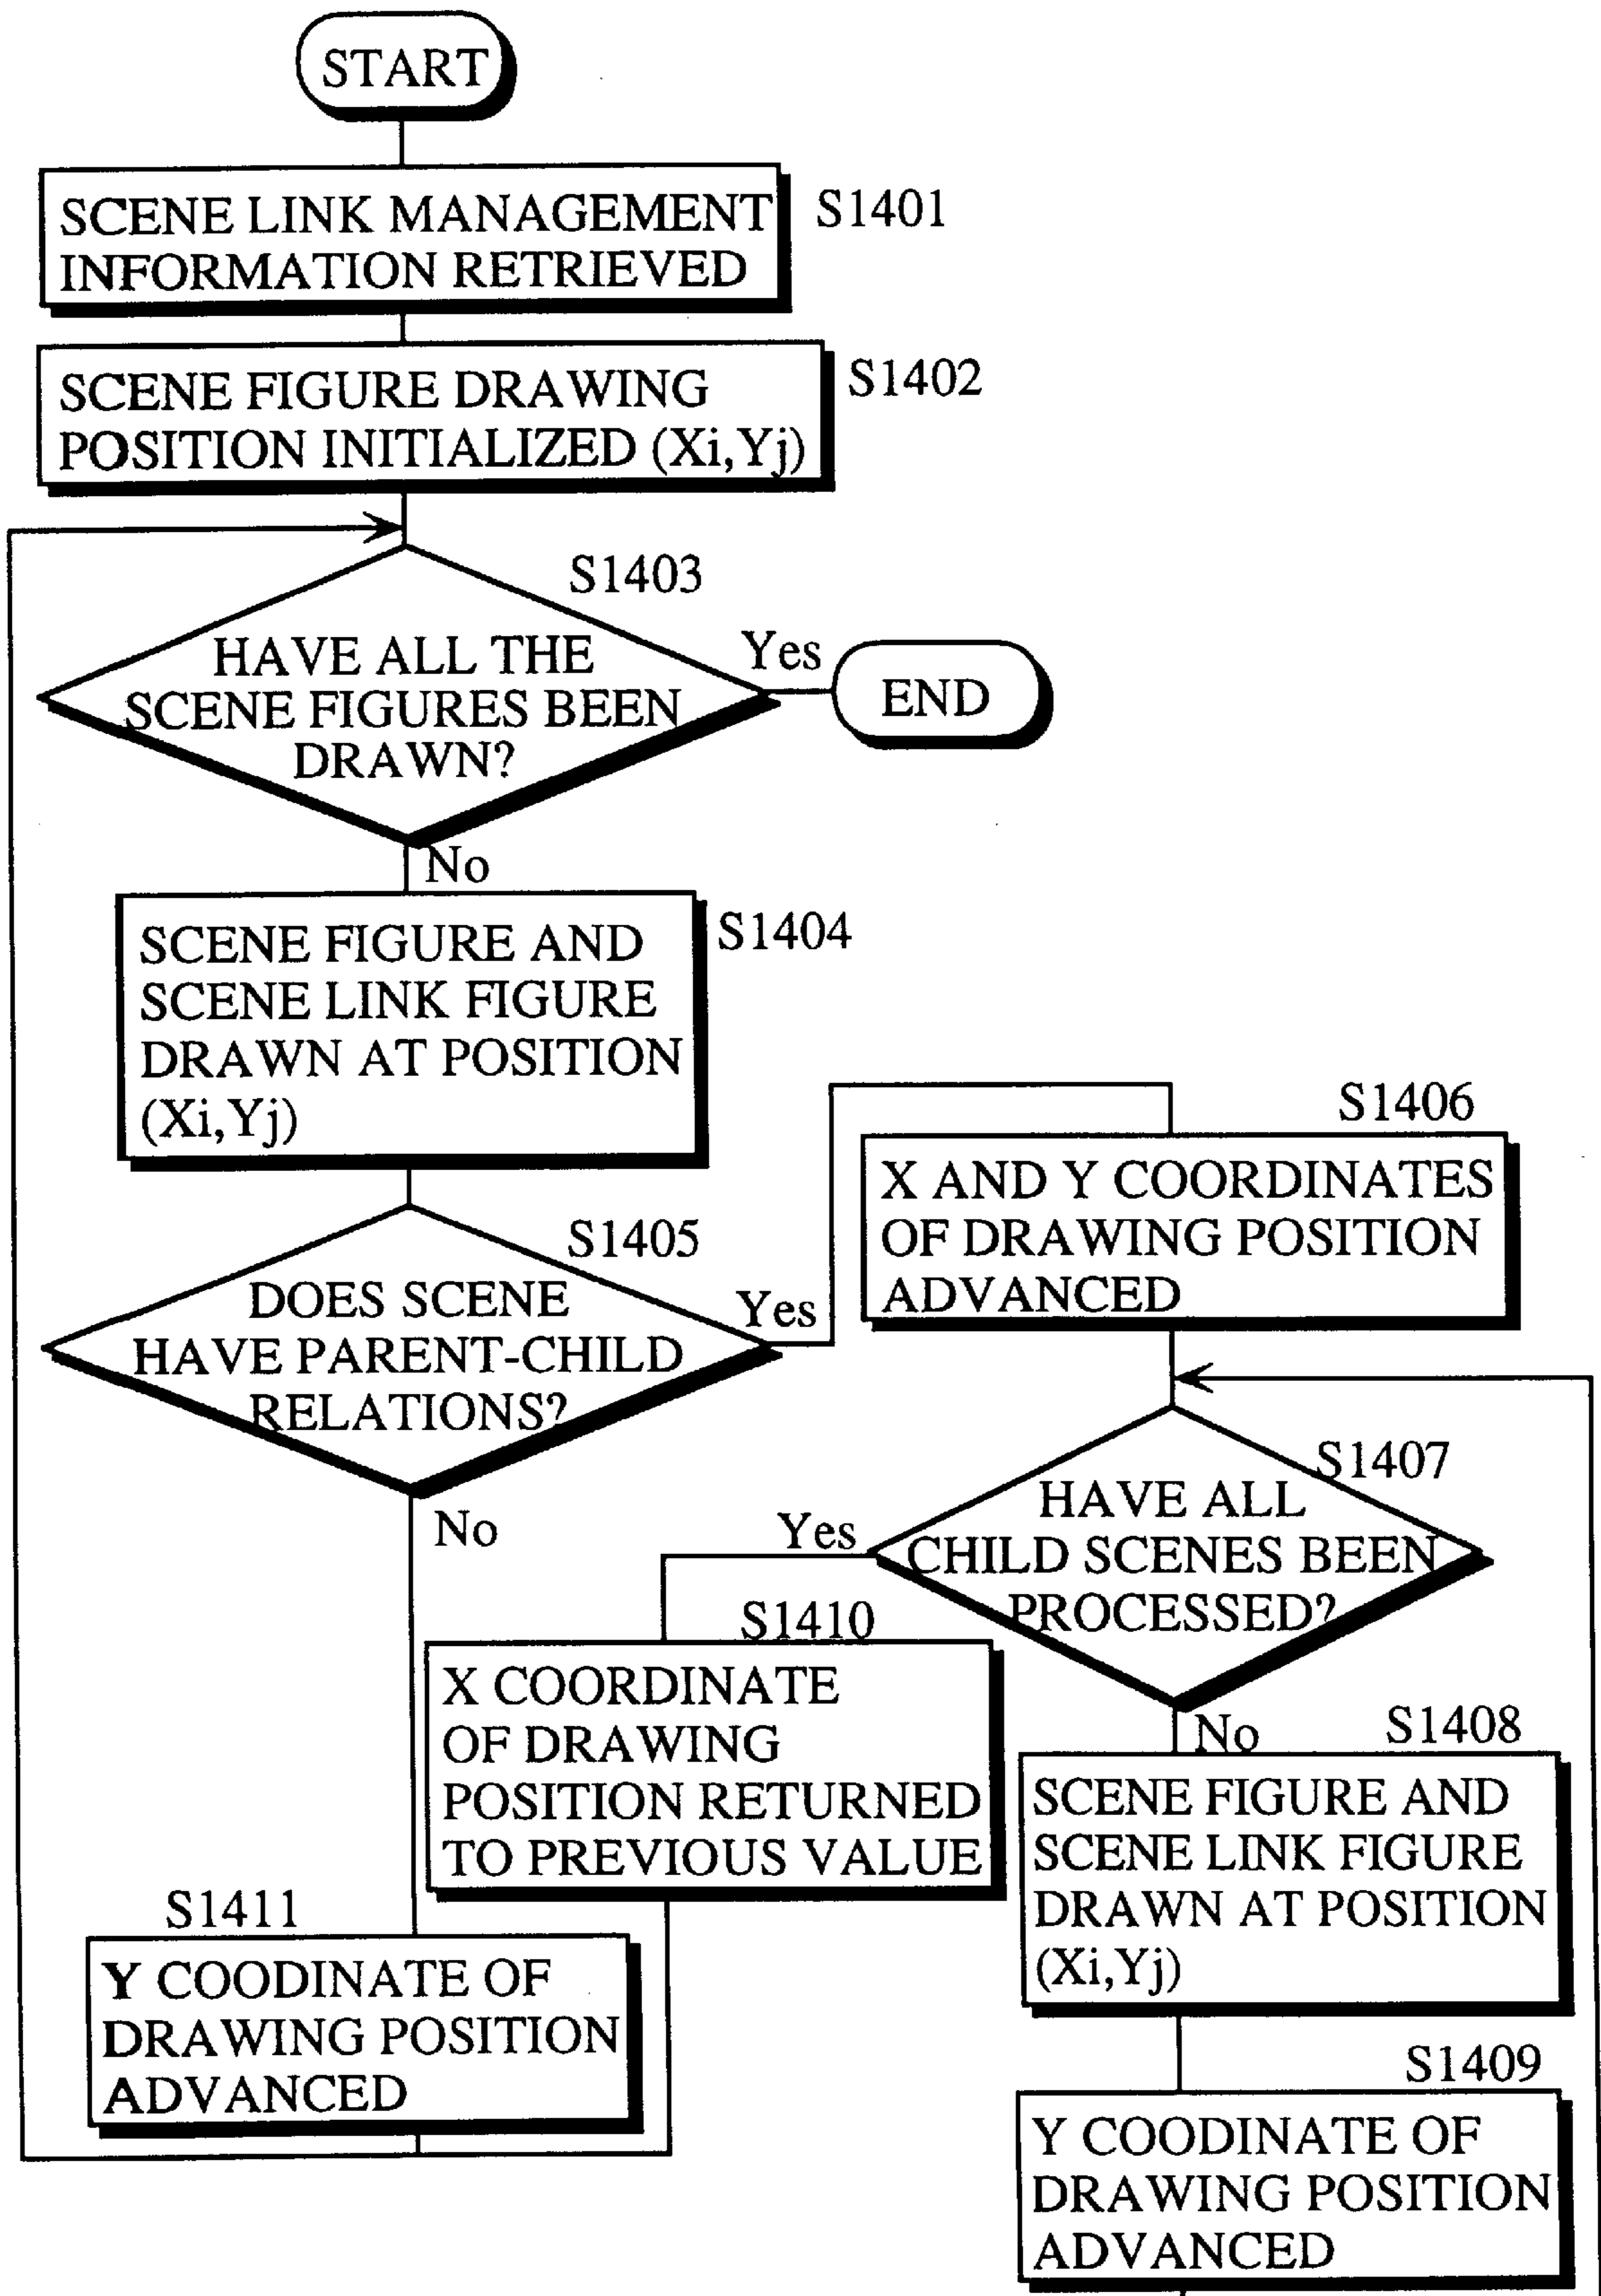 START
SCENE LINK MANAGEMENT
INFORMATION RETRIEVED
S1401
SCENE FIGURE DRAWING
POSITION INITIALIZED (Xi,Yj)
S1402
S1403
HAVE ALL THE
SCENE FIGURES BEEN
DRAWN?
Yes
END
No
SCENE FIGURE AND
SCENE LINK FIGURE
DRAWN AT POSITION
(Xi,Yj)
S1404
S1405
DOES SCENE
HAVE PARENT-CHILD
RELATIONS?
Yes
No
S1406
X AND Y COORDINATES
OF DRAWING POSITION
ADVANCED
S1407
HAVE ALL
CHILD SCENES BEEN
PROCESSED?
Yes
No
S1410
X COORDINATE
OF DRAWING
POSITION RETURNED
TO PREVIOUS VALUE
S1408
SCENE FIGURE AND
SCENE LINK FIGURE
DRAWN AT POSITION
(Xi,Yj)
S1411
Y COODINATE OF
DRAWING POSITION
ADVANCED
S1409
Y COODINATE OF
DRAWING POSITION
ADVANCED